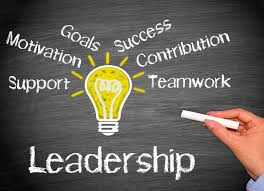 Goals
Success
Motivation
Contribution
Support
Teamwork
Leadership